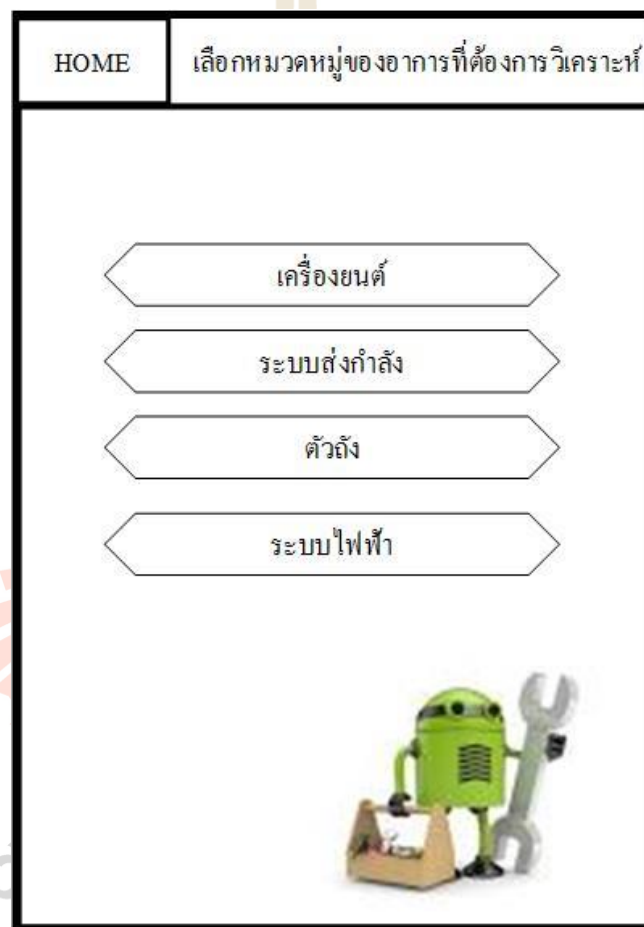 HOME
เลือกหมวดหมู่ของอาการที่ต้องการวิเคราะห์
เครื่องยนต์
ระบบส่งกำลัง
ตัวถัง
ระบบไฟฟ้า